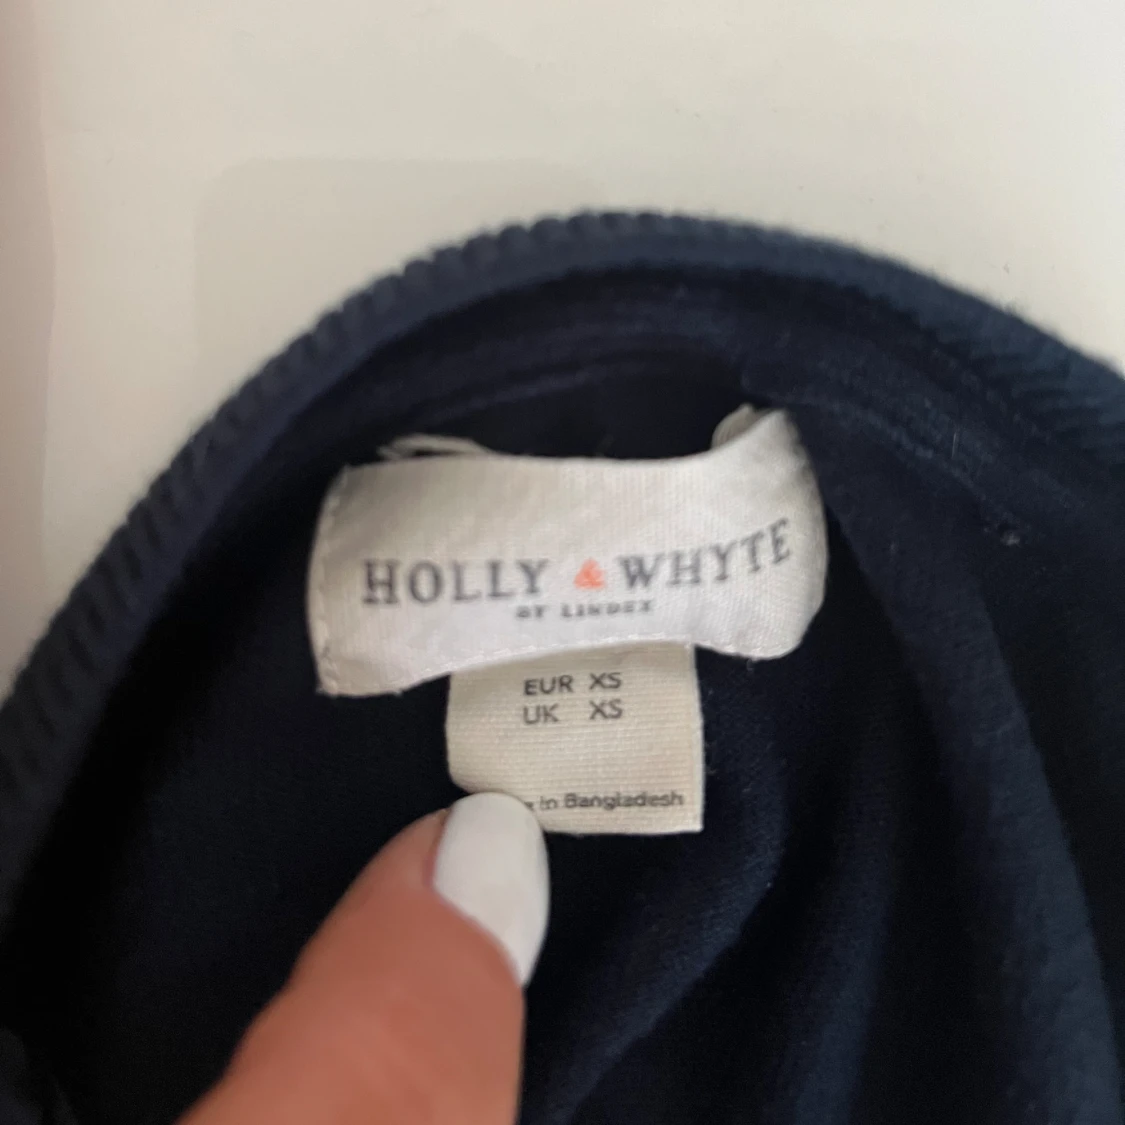 HOLLY & WHYTE
BY LINDEX
EUR XS
UK XS
in Bangladesh